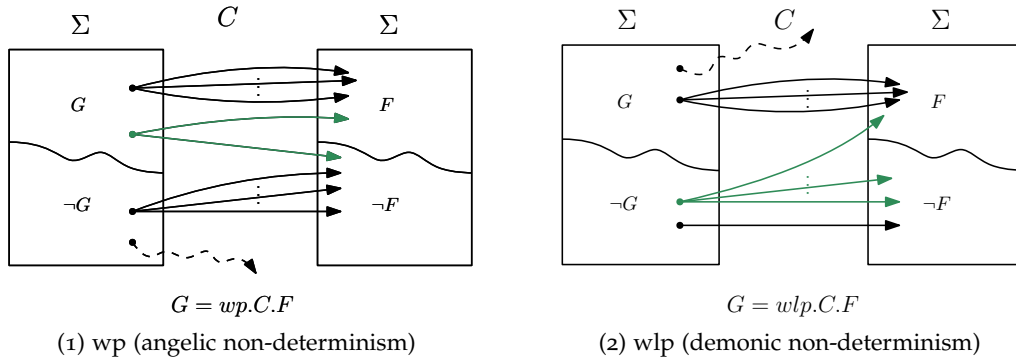 Σ C Σ
G F
¬G ¬F
G = wp.C.F
(1) wp (angelic non-determinism)
Σ C Σ
G F
¬G ¬F
G = wlp.C.F
(2) wlp (demonic non-determinism)